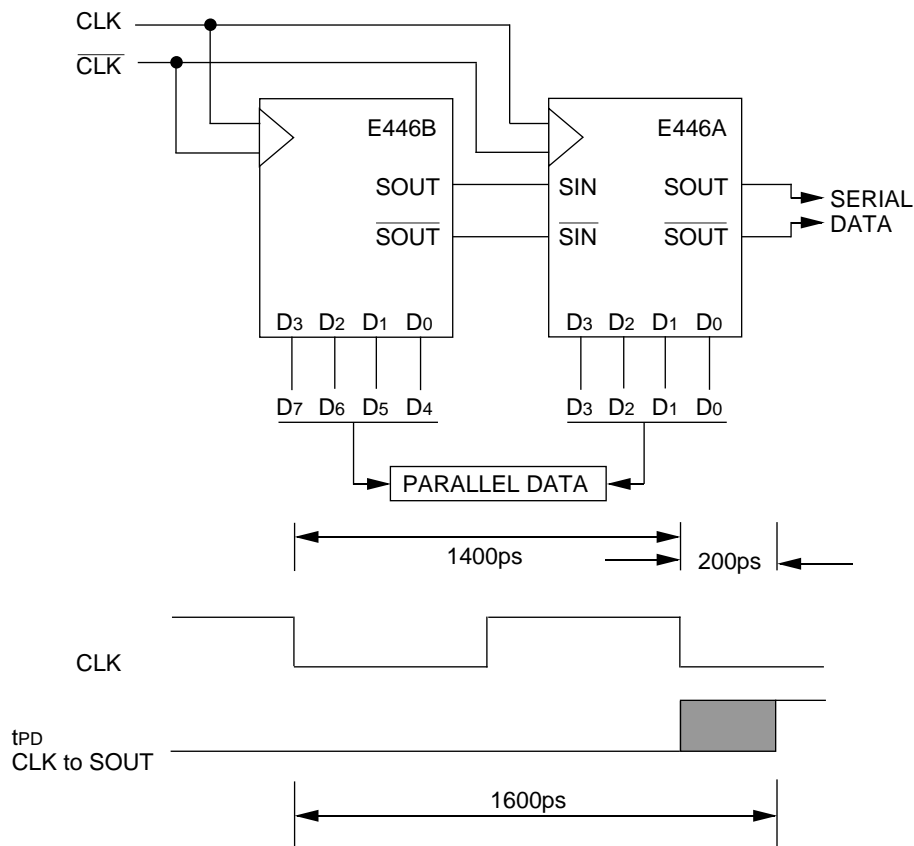 CLK
CLK
E446B
E446A
SOUT
SIN
SOUT
SERIAL
DATA
SOUT
SIN
SOUT
D3 D2 D1 D0
D3 D2 D1 D0
D7 D6 D5 D4
D3 D2 D1 D0
PARALLEL DATA
1400ps
200ps
CLK
tPD
CLK to SOUT
1600ps